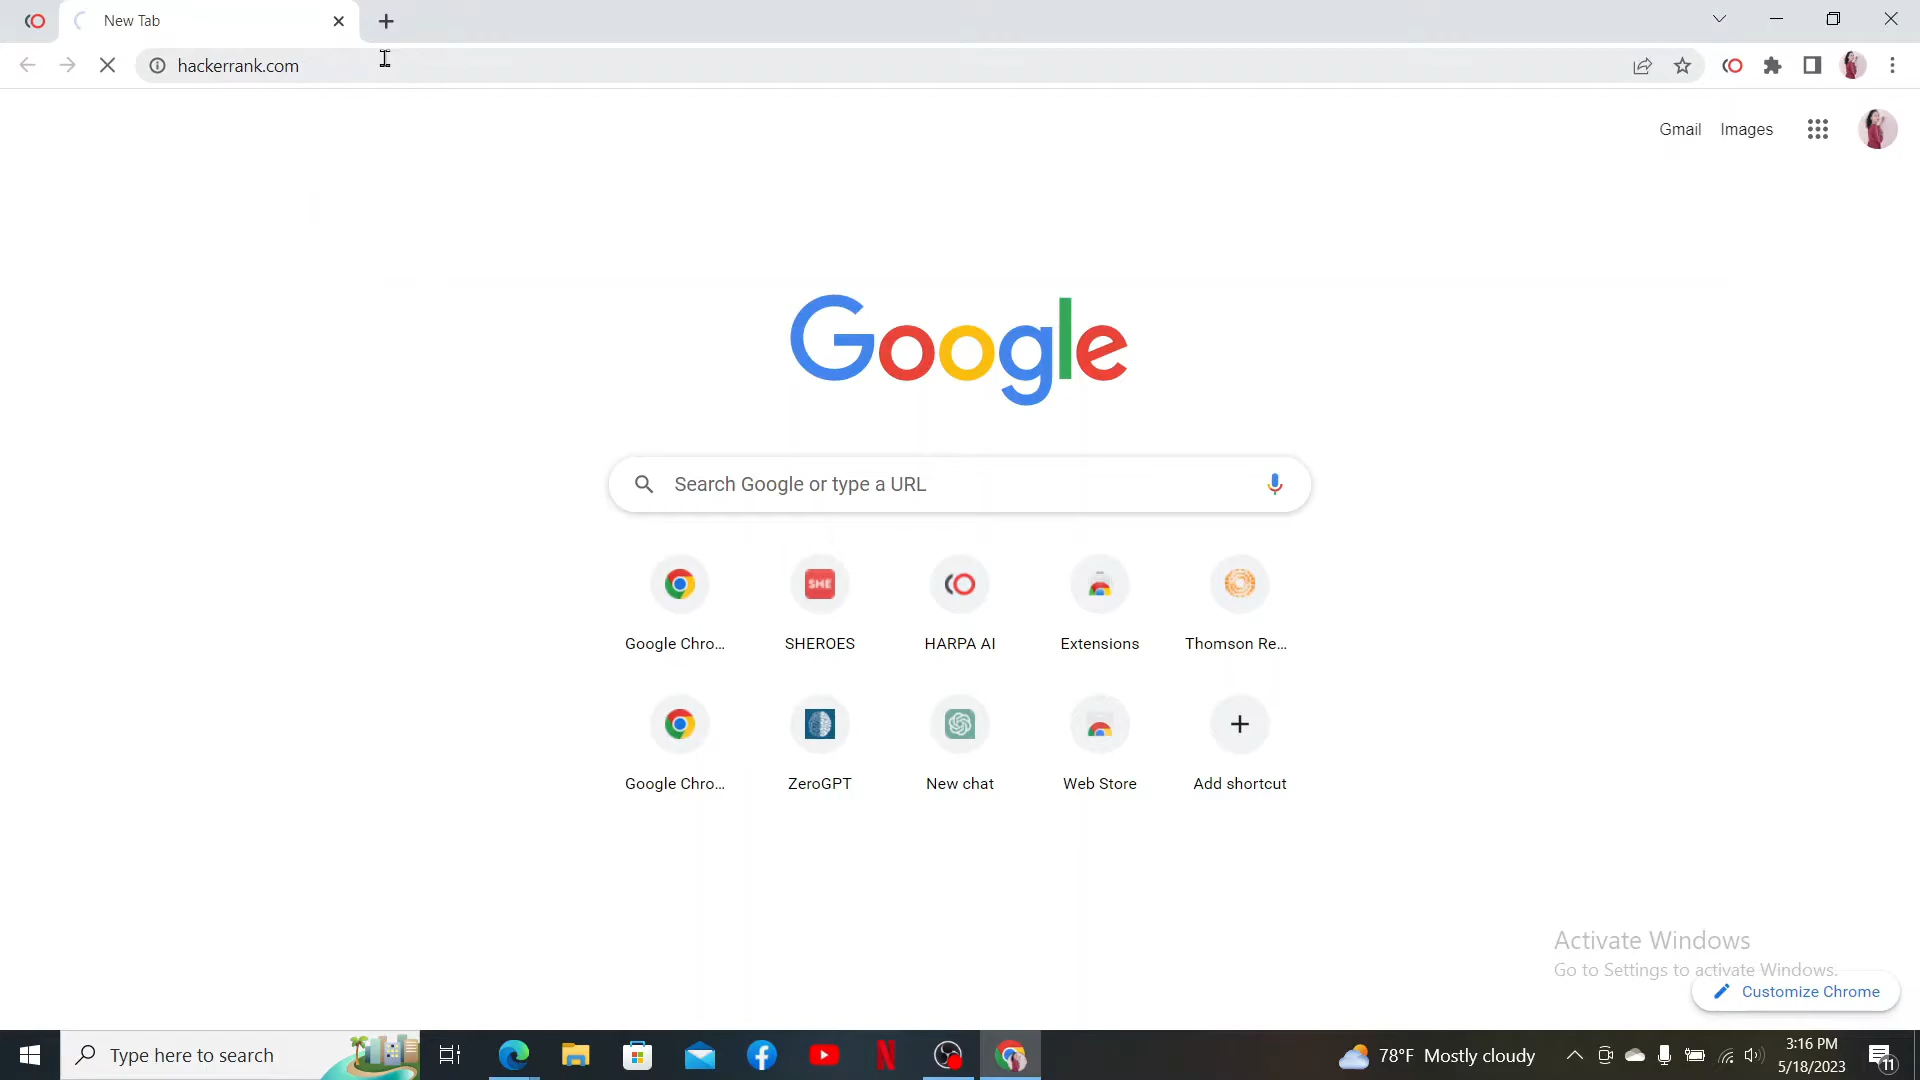 New Tab
hackerrank.com
Gmail Images
Google
Search Google or type a URL
Google Chro... SHE SHEROES HARPA AI Extensions Thomson Re...
Google Chro... ZeroGPT New chat Web Store Add shortcut
Activate Windows
Go to Settings to activate Windows.
Customize Chrome
Type here to search
78°F Mostly cloudy
3:16 PM
5/18/2023
11